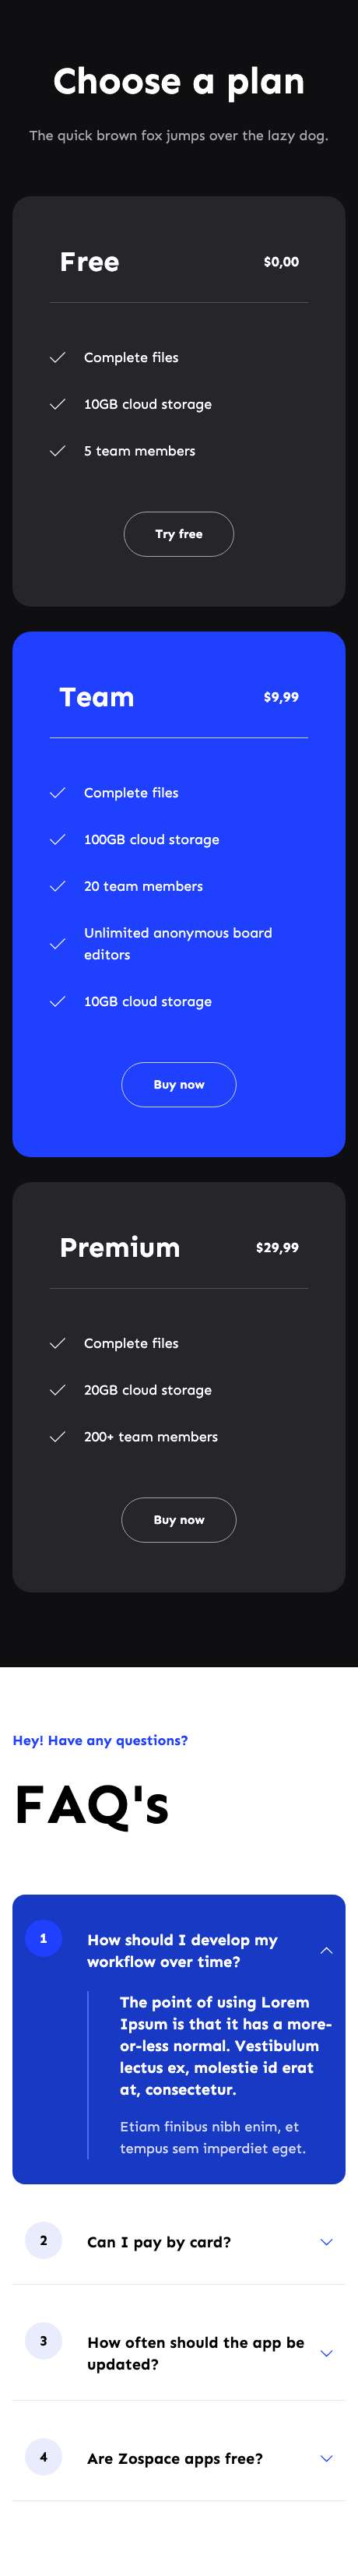 Choose a plan
The quick brown fox jumps over the lazy dog.
Free
$0,00
Complete files
10GB cloud storage
5 team members
Try free
Team
$9,99
Complete files
100GB cloud storage
20 team members
Unlimited anonymous board
editors
10GB cloud storage
Buy now
Premium
$29,99
Complete files
20GB cloud storage
200+ team members
Buy now
Hey! Have any questions?
FAQ's
1
How should I develop my
workflow over time?
The point of using Lorem
Ipsum is that it has a more-
or-less normal. Vestibulum
lectus ex, molestie id erat
at, consectetur.
Etiam finibus nibh enim, et
tempus sem imperdiet eget.
2
Can I pay by card?
3
How often should the app be
updated?
4
Are Zospace apps free?